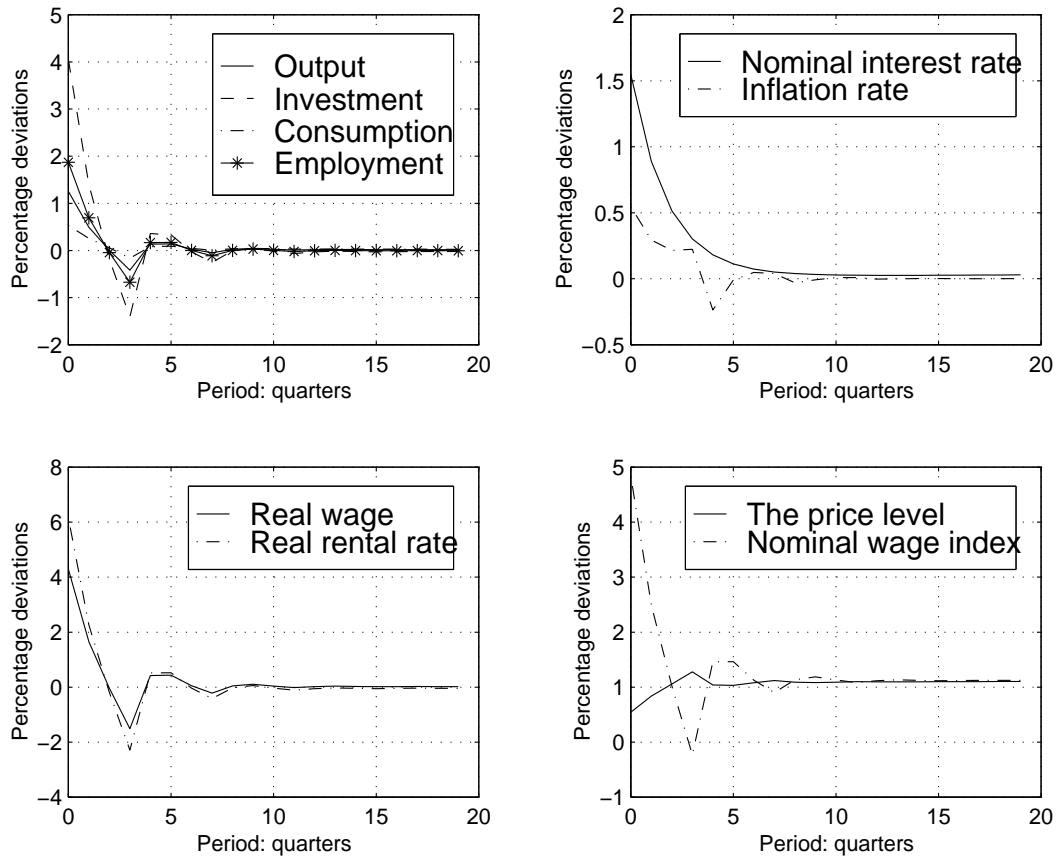 5
4
3
2
1
0
−1
−2
Percentage deviations
Output
Investment
Consumption
Employment
0 5 10 15 20
Period: quarters
2
1.5
1
0.5
0
−0.5
Percentage deviations
Nominal interest rate
Inflation rate
0 5 10 15 20
Period: quarters
8
6
4
2
0
−2
−4
Percentage deviations
Real wage
Real rental rate
0 5 10 15 20
Period: quarters
5
4
3
2
1
0
−1
Percentage deviations
The price level
Nominal wage index
0 5 10 15 20
Period: quarters